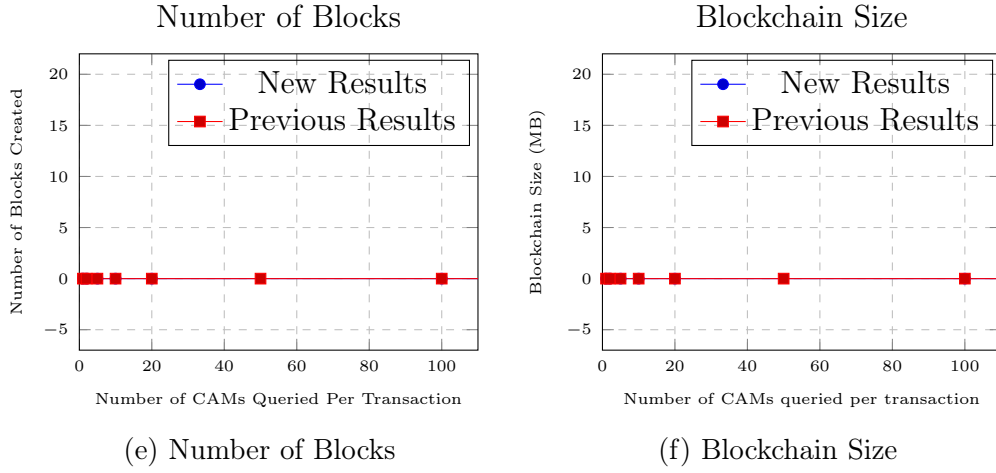 Number of Blocks
20
15
10
5
0
−5
0
20
40
60
80
100
Number of Blocks Created
Number of CAMs Queried Per Transaction
New Results
Previous Results
(e) Number of Blocks
Blockchain Size
20
15
10
5
0
−5
0
20
40
60
80
100
Blockchain Size (MB)
Number of CAMs queried per transaction
New Results
Previous Results
(f) Blockchain Size